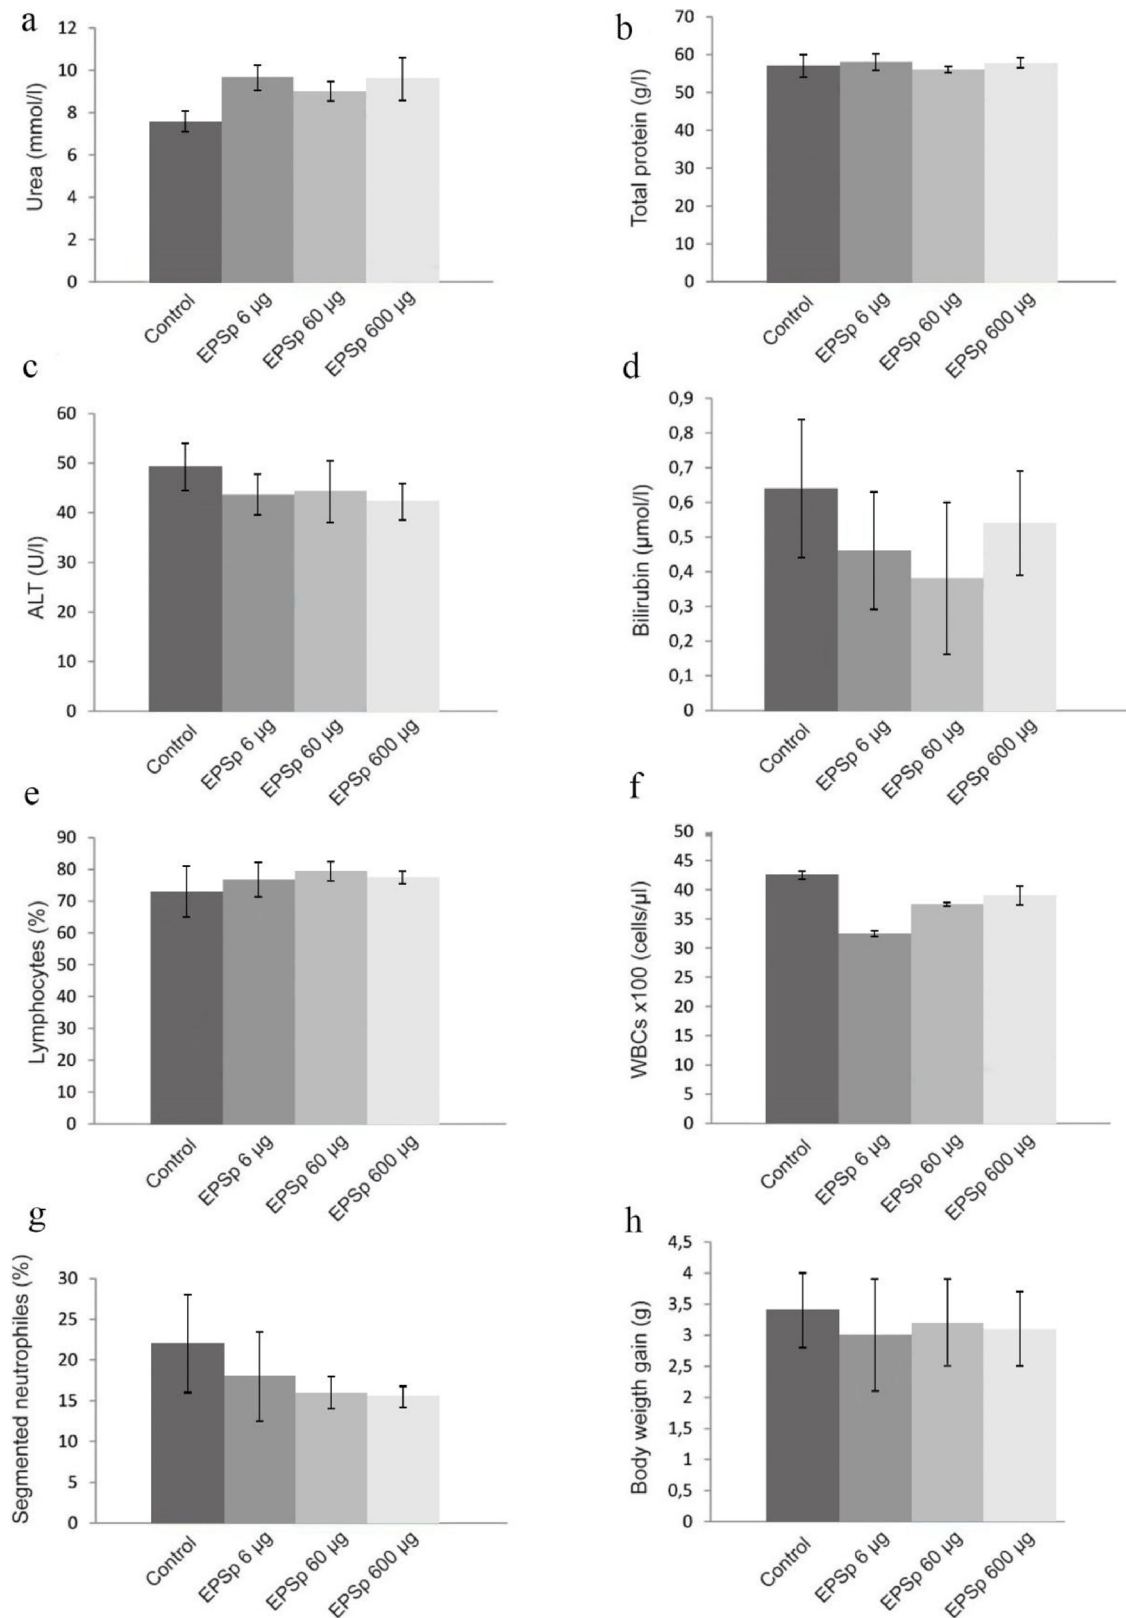 a
Urea (mmol/l)
12
10
8
6
4
2
0
Control
EPSp 6 µg
EPSp 60 µg
EPSp 600 µg
b
Total protein (g/l)
70
60
50
40
30
20
10
0
Control
EPSp 6 µg
EPSp 60 µg
EPSp 600 µg
c
ALT (U/l)
60
50
40
30
20
10
0
Control
EPSp 6 µg
EPSp 60 µg
EPSp 600 µg
d
Bilirubin (µmol/l)
0,9
0,8
0,7
0,6
0,5
0,4
0,3
0,2
0,1
0
Control
EPSp 6 µg
EPSp 60 µg
EPSp 600 µg
e
Lymphocytes (%)
90
80
70
60
50
40
30
20
10
0
Control
EPSp 6 µg
EPSp 60 µg
EPSp 600 µg
f
WBCs x100 (cells/µl)
50
45
40
35
30
25
20
15
10
5
0
Control
EPSp 6 µg
EPSp 60 µg
EPSp 600 µg
g
Segmented neutrophiles (%)
30
25
20
15
10
5
0
Control
EPSp 6 µg
EPSp 60 µg
EPSp 600 µg
h
Body weigth gain (g)
4,5
4
3,5
3
2,5
2
1,5
1
0,5
0
Control
EPSp 6 µg
EPSp 60 µg
EPSp 600 µg